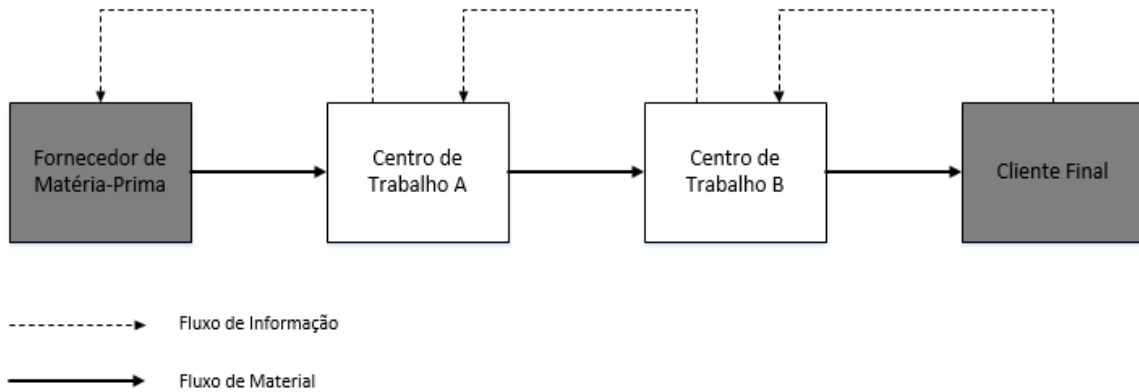 Fornecedor de
Matéria-Prima
Centro de
Trabalho A
Centro de
Trabalho B
Cliente Final
Fluxo de Informação
Fluxo de Material